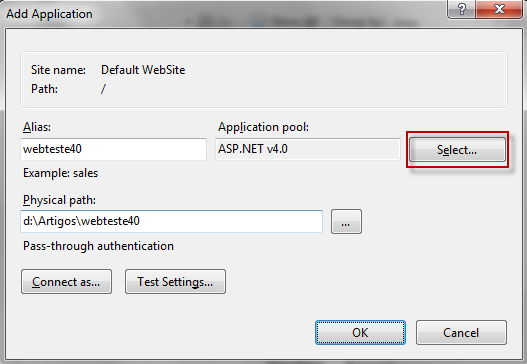 Add Application
Site name: Default WebSite
Path: /
Alias: Application pool:
webteste40 ASP.NET v4.0 Select...
Example: sales
Physical path:
d:\Artigos\webteste40 ...
Pass-through authentication
Connect as... Test Settings...
OK Cancel